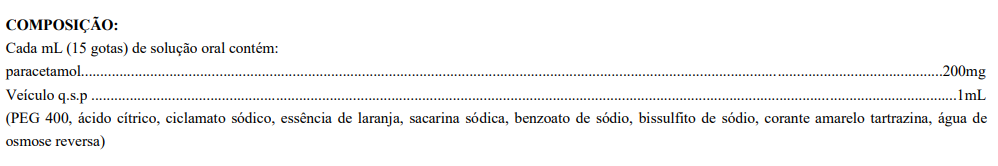 COMPOSIÇÃO:
Cada mL (15 gotas) de solução oral contém:
paracetamol..............................................................................................................................................................................................................................200mg
Veículo q.s.p ...............................................................................................................................................................................................................................1mL
(PEG 400, ácido cítrico, ciclamato sódico, essência de laranja, sacarina sódica, benzoato de sódio, bissulfito de sódio, corante amarelo tartrazina, água de
osmose reversa)